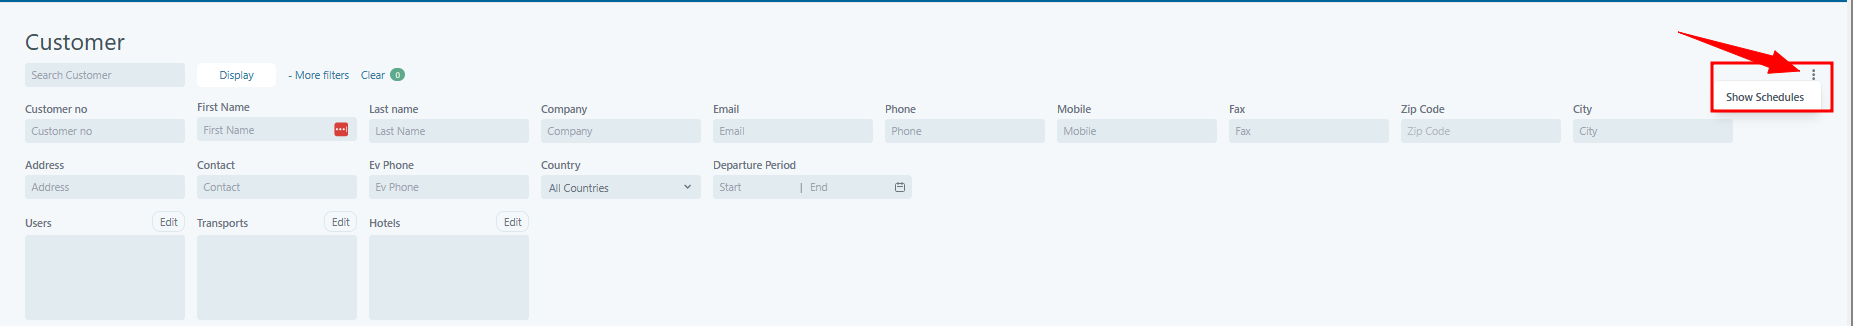 Customer
Search Customer Display - More filters Clear 0
Show Schedules
Customer no First Name Last name Company Email Phone Mobile Fax Zip Code City
Customer no First Name Last Name Company Email Phone Mobile Fax Zip Code City
Address Contact Ev Phone Country Departure Period
Address Contact Ev Phone All Countries Start | End
Users Edit Transports Edit Hotels Edit